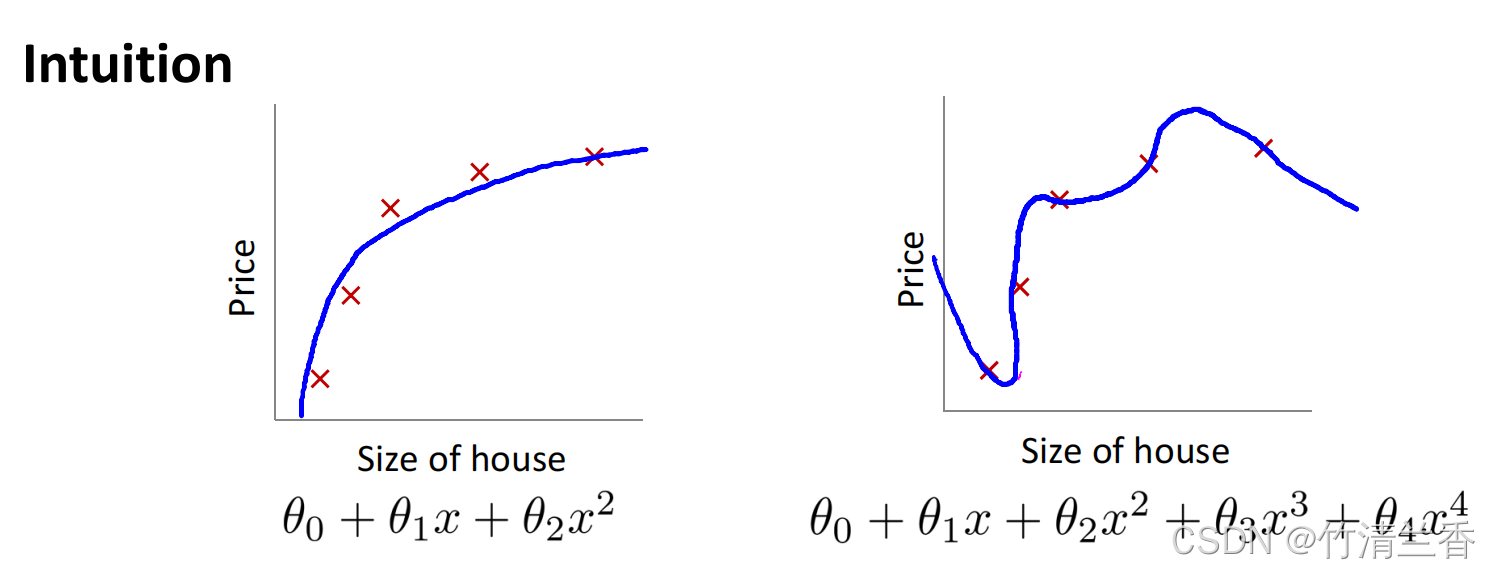 Intuition
Price
Size of house
θ₀ + θ₁x + θ₂x²
Price
Size of house
θ₀ + θ₁x + θ₂x² + θ₃x³ + θ₄x⁴
CSDN @竹清兰香